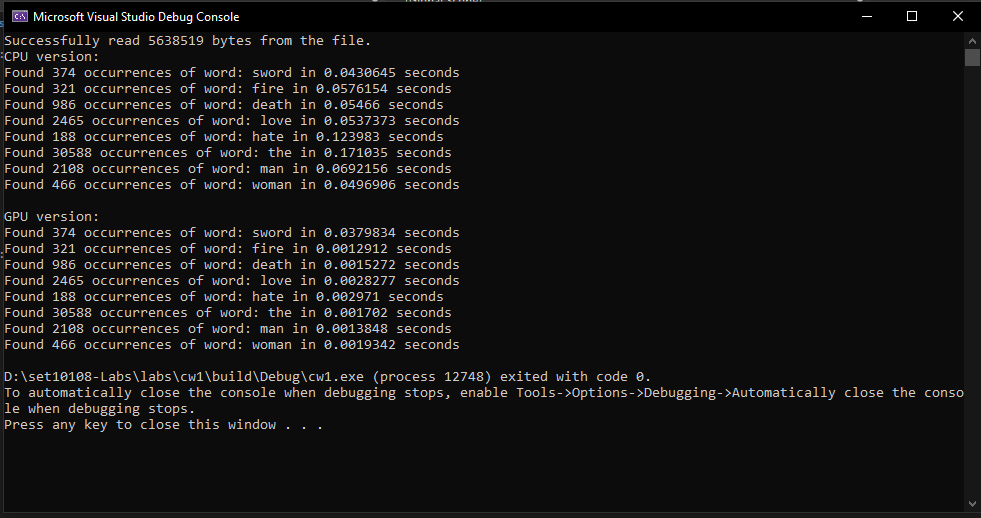 Microsoft Visual Studio Debug Console
Successfully read 5638519 bytes from the file.
CPU version:
Found 374 occurrences of word: sword in 0.0430645 seconds
Found 321 occurrences of word: fire in 0.0576154 seconds
Found 986 occurrences of word: death in 0.05466 seconds
Found 2465 occurrences of word: love in 0.0537373 seconds
Found 188 occurrences of word: hate in 0.123983 seconds
Found 30588 occurrences of word: the in 0.171035 seconds
Found 2108 occurrences of word: man in 0.0692156 seconds
Found 466 occurrences of word: woman in 0.0496906 seconds
GPU version:
Found 374 occurrences of word: sword in 0.0379834 seconds
Found 321 occurrences of word: fire in 0.0012912 seconds
Found 986 occurrences of word: death in 0.0015272 seconds
Found 2465 occurrences of word: love in 0.0028277 seconds
Found 188 occurrences of word: hate in 0.002971 seconds
Found 30588 occurrences of word: the in 0.001702 seconds
Found 2108 occurrences of word: man in 0.0013848 seconds
Found 466 occurrences of word: woman in 0.0019342 seconds
D:\set10108-Labs\labs\cw1\build\Debug\cw1.exe (process 12748) exited with code 0.
To automatically close the console when debugging stops, enable Tools->Options->Debugging->Automatically close the conso
le when debugging stops.
Press any key to close this window . . .